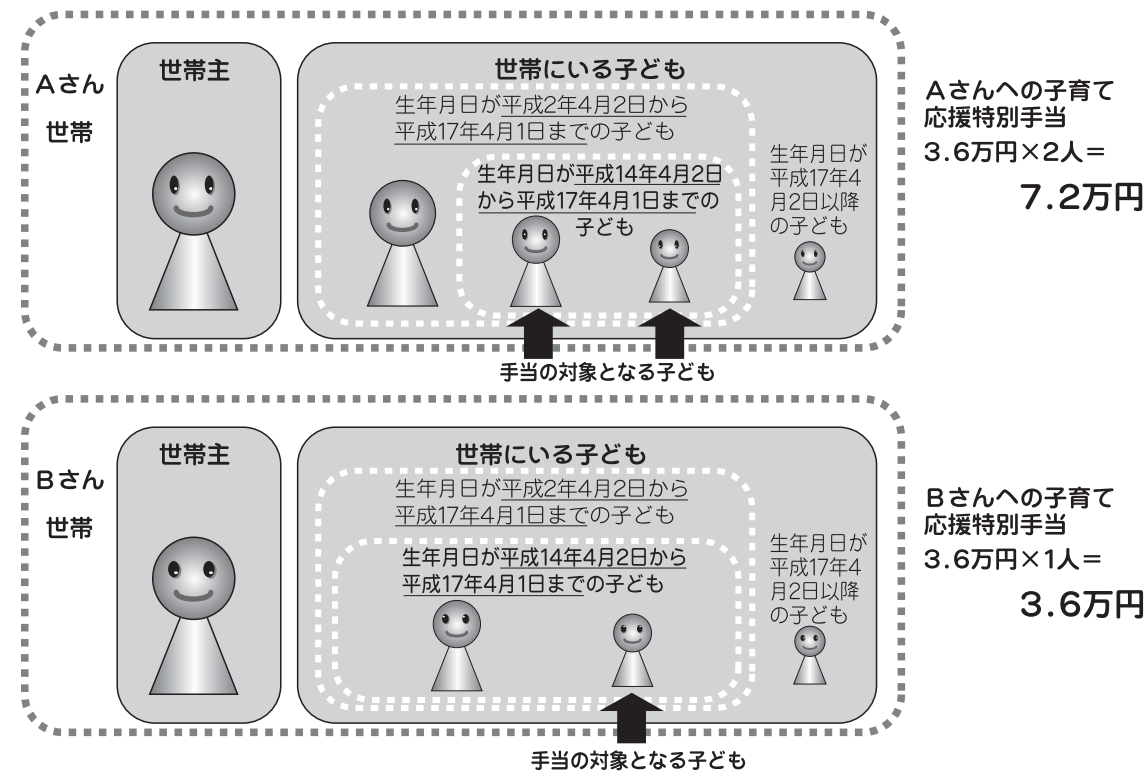 Aさん
世帯
世帯主
世帯にいる子ども
生年月日が平成2年4月2日から
平成17年4月1日までの子ども
生年月日が平成14年4月2日
から平成17年4月1日までの
子ども
生年月日が
平成17年4
月2日以降
の子ども
手当の対象となる子ども
Aさんへの子育て
応援特別手当
3.6万円×2人＝
7.2万円
Bさん
世帯
世帯主
世帯にいる子ども
生年月日が平成2年4月2日から
平成17年4月1日までの子ども
生年月日が平成14年4月2日から
平成17年4月1日までの子ども
生年月日が
平成17年4
月2日以降
の子ども
手当の対象となる子ども
Bさんへの子育て
応援特別手当
3.6万円×1人＝
3.6万円